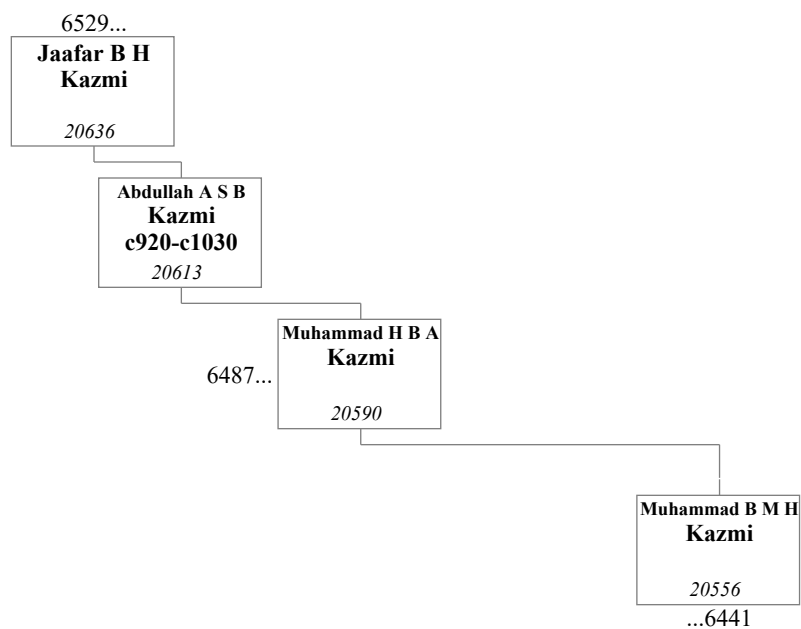 6529...
Jaafar B H
Kazmi
20636
Abdullah A S B
Kazmi
c920-c1030
20613
Muhammad H B A
Kazmi
6487...
20590
Muhammad B M H
Kazmi
20556
...6441